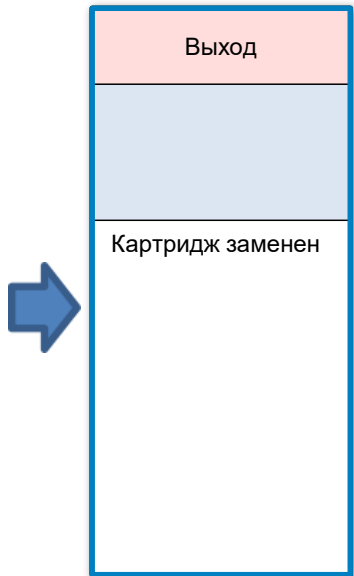 Выход
Картридж заменен